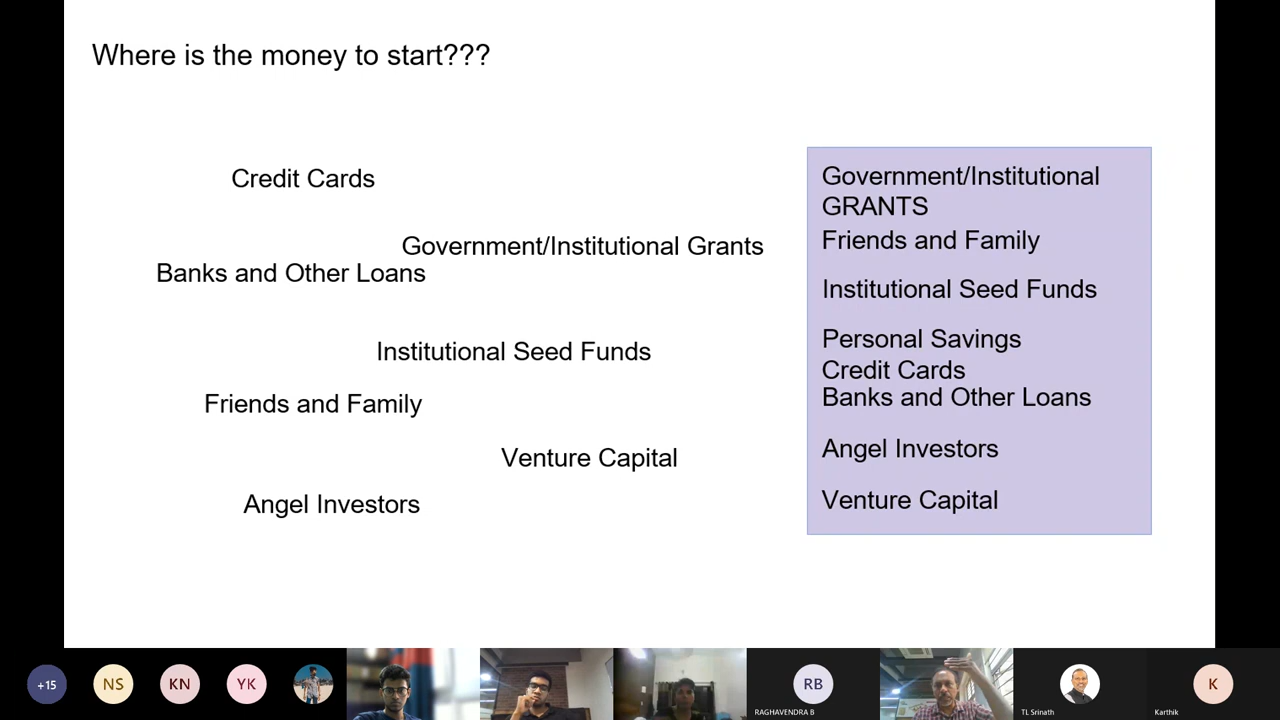 Where is the money to start???
Credit Cards
Government/Institutional Grants
Banks and Other Loans
Institutional Seed Funds
Friends and Family
Venture Capital
Angel Investors
Government/Institutional
GRANTS
Friends and Family
Institutional Seed Funds
Personal Savings
Credit Cards
Banks and Other Loans
Angel Investors
Venture Capital
+15
NS
KN
YK
RB
RAGHAVENDRA B
TL Srinath
K
Karthik